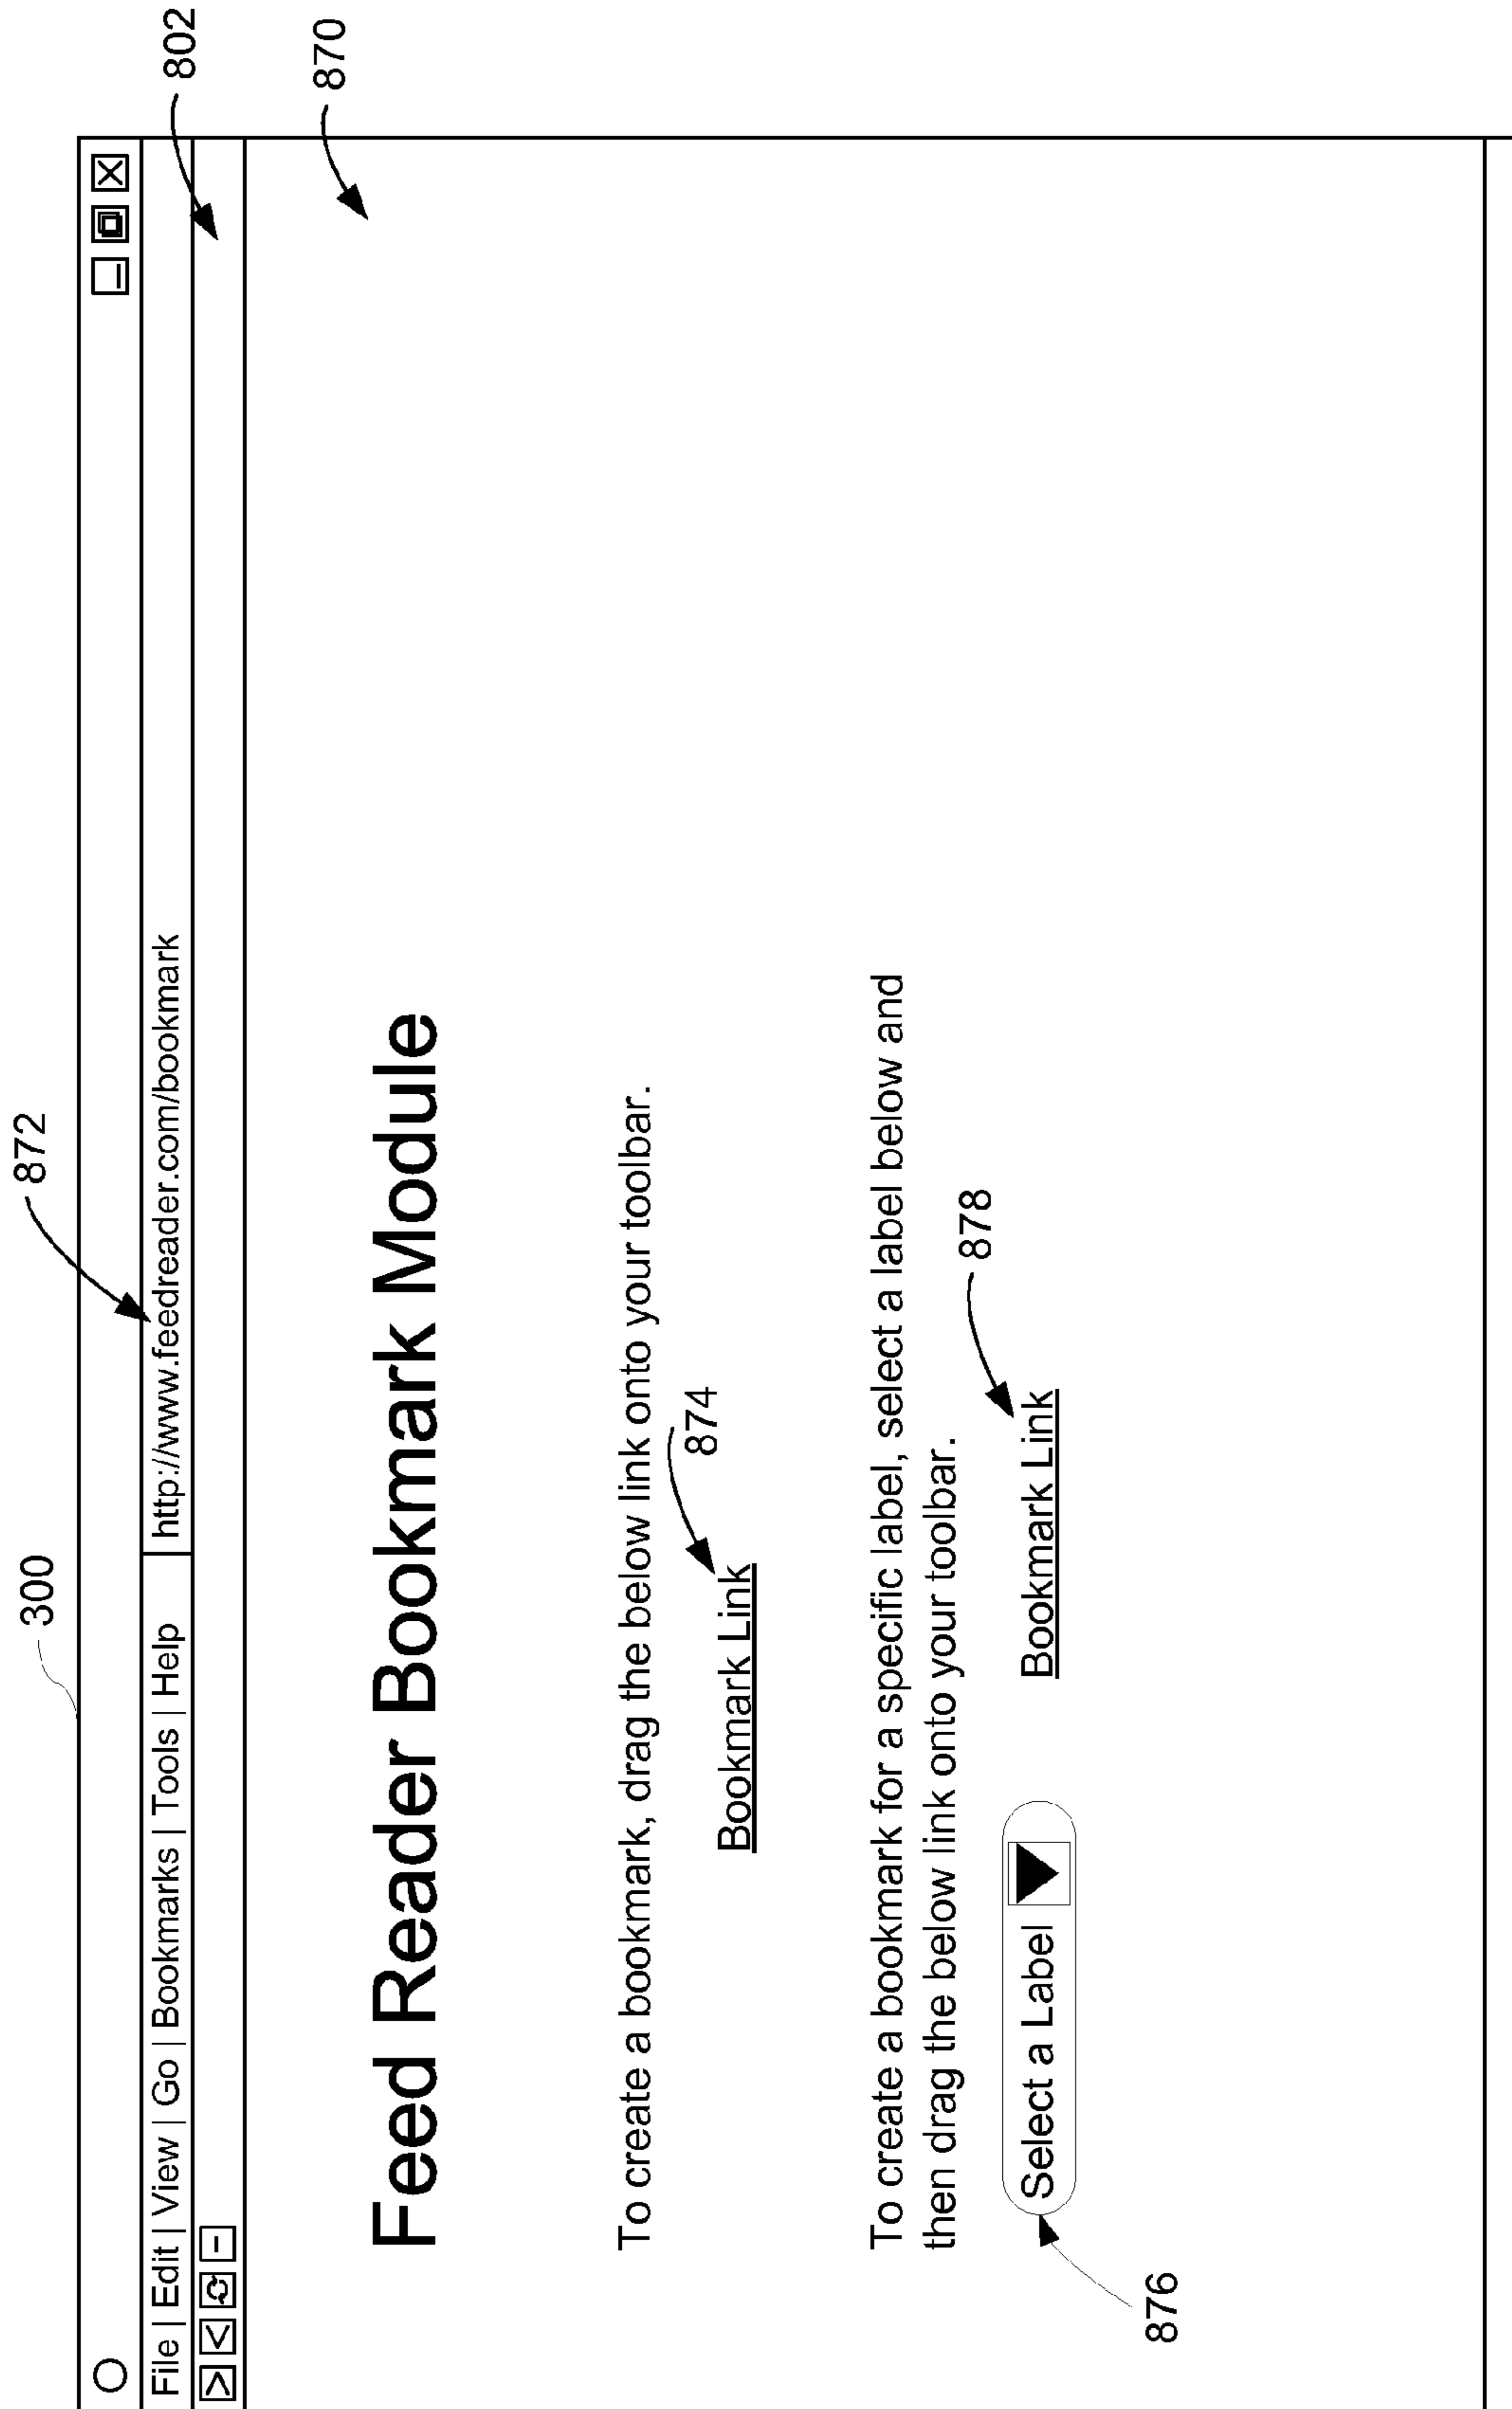 300
872
802
File | Edit | View | Go | Bookmarks | Tools | Help
http://www.feedreader.com/bookmark
870
Feed Reader Bookmark Module
To create a bookmark, drag the below link onto your toolbar.
874
Bookmark Link
To create a bookmark for a specific label, select a label below and
then drag the below link onto your toolbar.
878
Select a Label
Bookmark Link
876